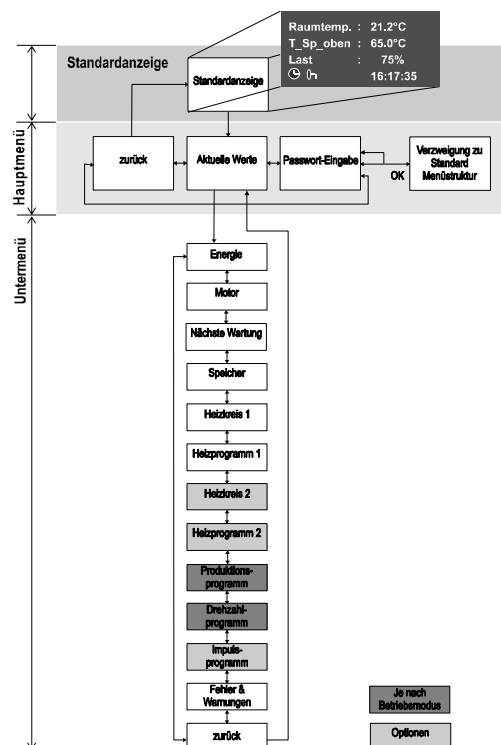 Raumtemp. : 21.2°C
T_Sp_oben : 65.0°C
Last : 75%
16:17:35
Standardanzeige
Standardanzeige
Hauptmenü
zurück
Aktuelle Werte
Passwort-Eingabe
OK
Verzweigung zu
Standard
Menüstruktur
Untermenü
Energie
Motor
Nächste Wartung
Speicher
Heizkreis 1
Heizprogramm 1
Heizkreis 2
Heizprogramm 2
Produktions-
programm
Drehzahl-
programm
Impuls-
programm
Fehler &
Warnungen
zurück
Je nach
Betriebsmodus
Optionen